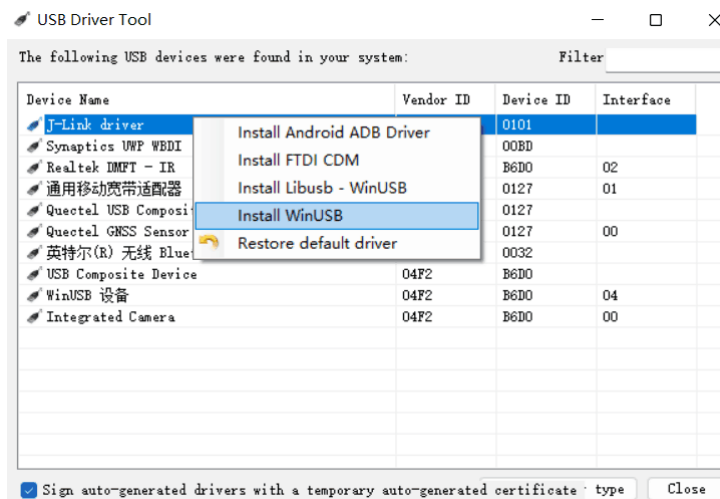 USB Driver Tool
The following USB devices were found in your system:
Filter
Device Name Vendor ID Device ID Interface
J-Link driver 0101
Synaptics UWP WBDI 00BD
Realtek DMFT - IR B6D0 02
通用移动宽带适配器 0127 01
Quectel USB Composi 0127
Quectel GNSS Sensor 0127 00
英特尔(R) 无线 Blue 0032
USB Composite Device 04F2 B6D0
WinUSB 设备 04F2 B6D0 04
Integrated Camera 04F2 B6D0 00
Install Android ADB Driver
Install FTDI CDM
Install Libusb - WinUSB
Install WinUSB
Restore default driver
Sign auto-generated drivers with a temporary auto-generated certificate type
Close